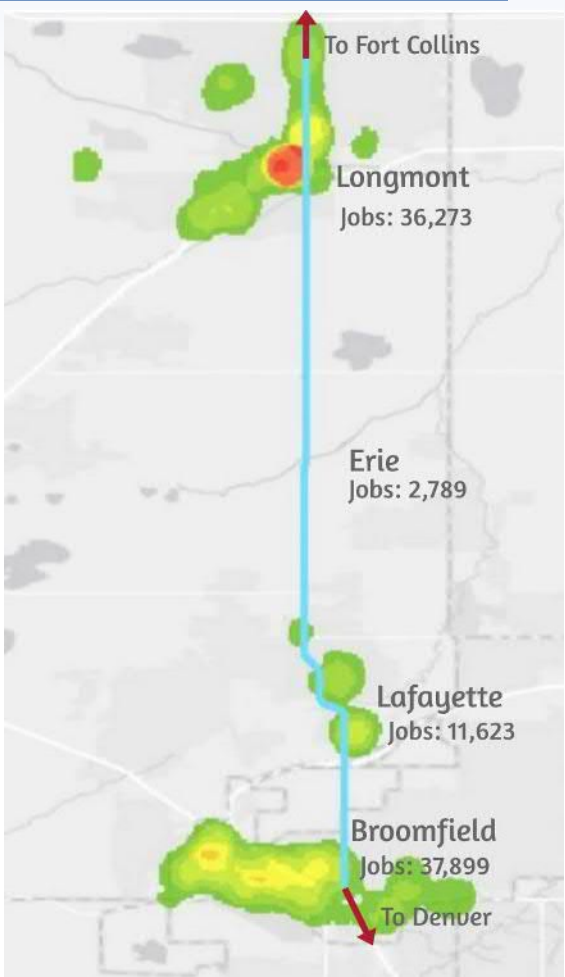 To Fort Collins
Longmont
Jobs: 36,273
Erie
Jobs: 2,789
Lafayette
Jobs: 11,623
Broomfield
Jobs: 37,899
To Denver